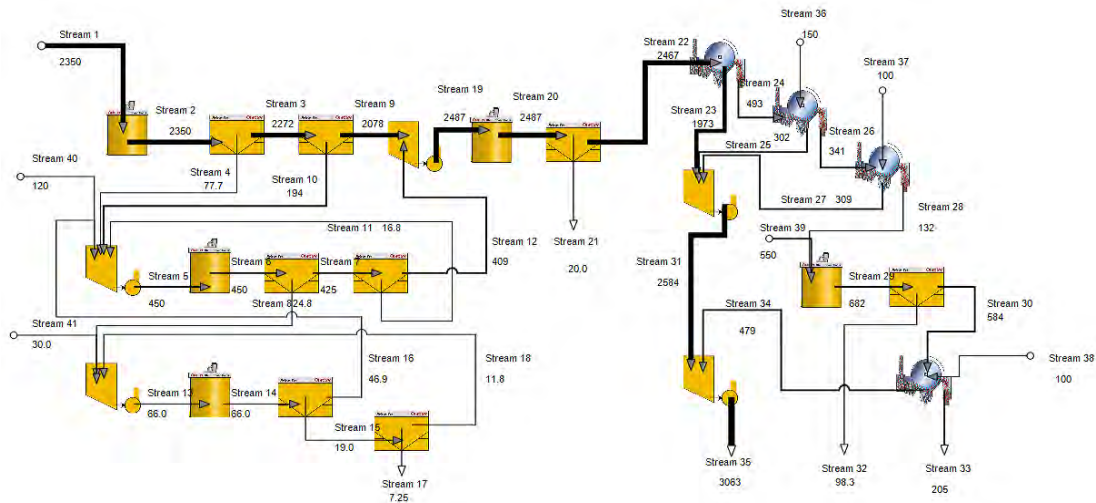 Stream 1
2350
Stream 2
2350
Stream 3
2272
Stream 9
2078
Stream 19
2487
Stream 20
2487
Stream 22
2467
Stream 36
150
Stream 37
100
Stream 24
493
Stream 23
1973
302
Stream 25
Stream 26
341
Stream 40
120
Stream 4
77.7
Stream 10
194
Stream 21
20.0
Stream 27 309
Stream 28
132
Stream 11 16.8
Stream 12
409
Stream 39
550
Stream 5
450
Stream 6
450
Stream 7
425
Stream 31
2584
Stream 29
682
Stream 30
584
Stream 8 24.8
Stream 34
479
Stream 41
30.0
Stream 16
46.9
Stream 18
11.8
Stream 38
100
Stream 13
66.0
Stream 14
66.0
Stream 15
19.0
Stream 17
7.25
Stream 35
3063
Stream 32
98.3
Stream 33
205